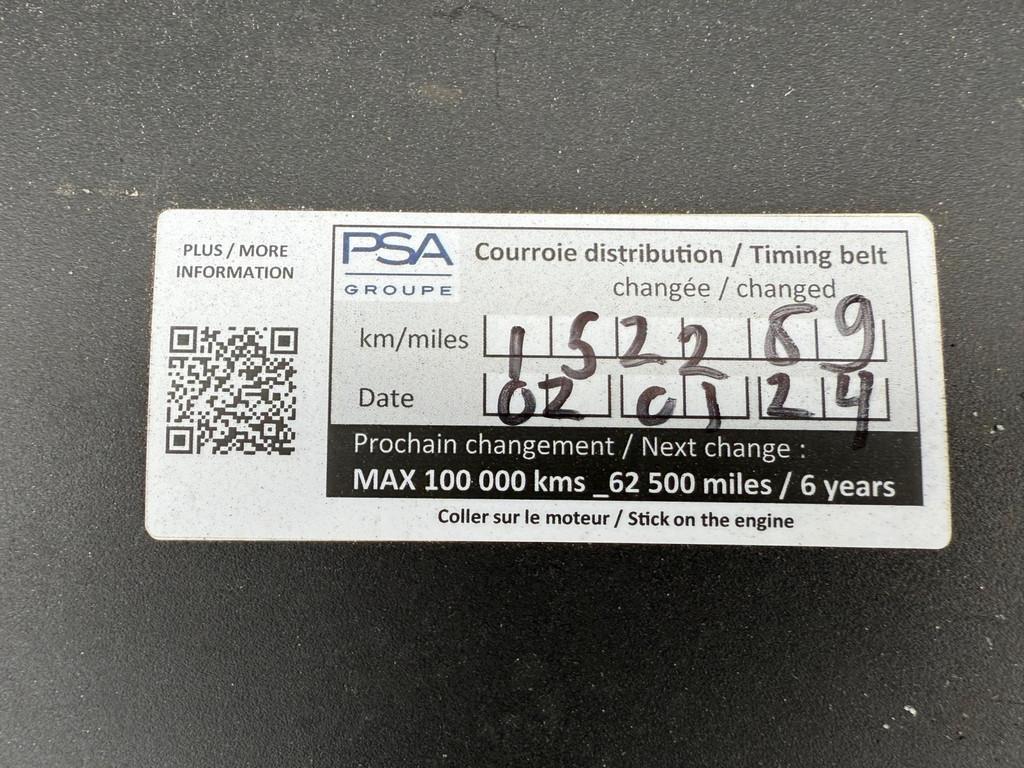 PLUS / MORE
INFORMATION
PSA
GROUPE
Courroie distribution / Timing belt
changée / changed
km/miles 152289
Date 02 01 24
Prochain changement / Next change :
MAX 100 000 kms _62 500 miles / 6 years
Coller sur le moteur / Stick on the engine